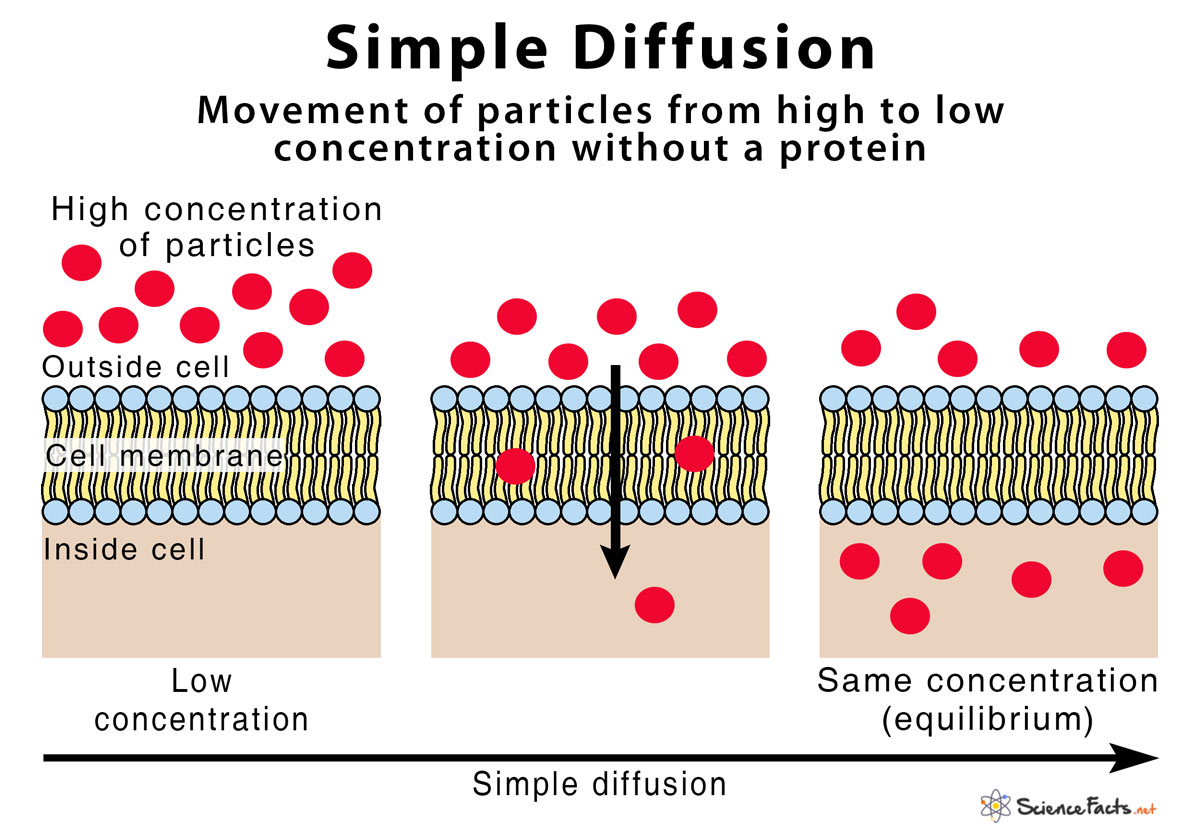 Simple Diffusion
Movement of particles from high to low
concentration without a protein
High concentration
of particles
Outside cell
Cell membrane
Inside cell
Low
concentration
Same concentration
(equilibrium)
Simple diffusion
ScienceFacts.net